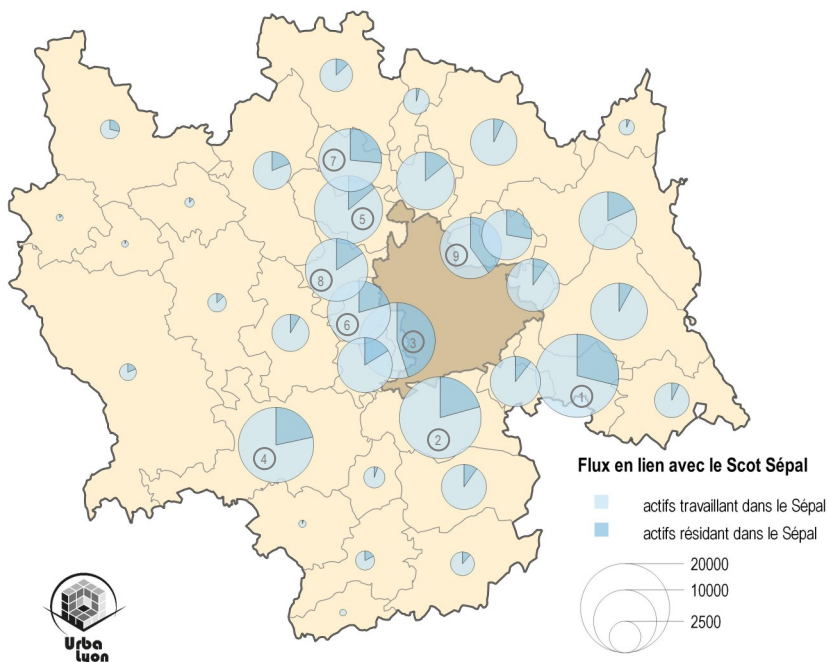 7
5
9
8
6
3
1
2
4
Flux en lien avec le Scot Sépal
actifs travaillant dans le Sépal
actifs résidant dans le Sépal
20000
10000
2500
Urba
Lyon